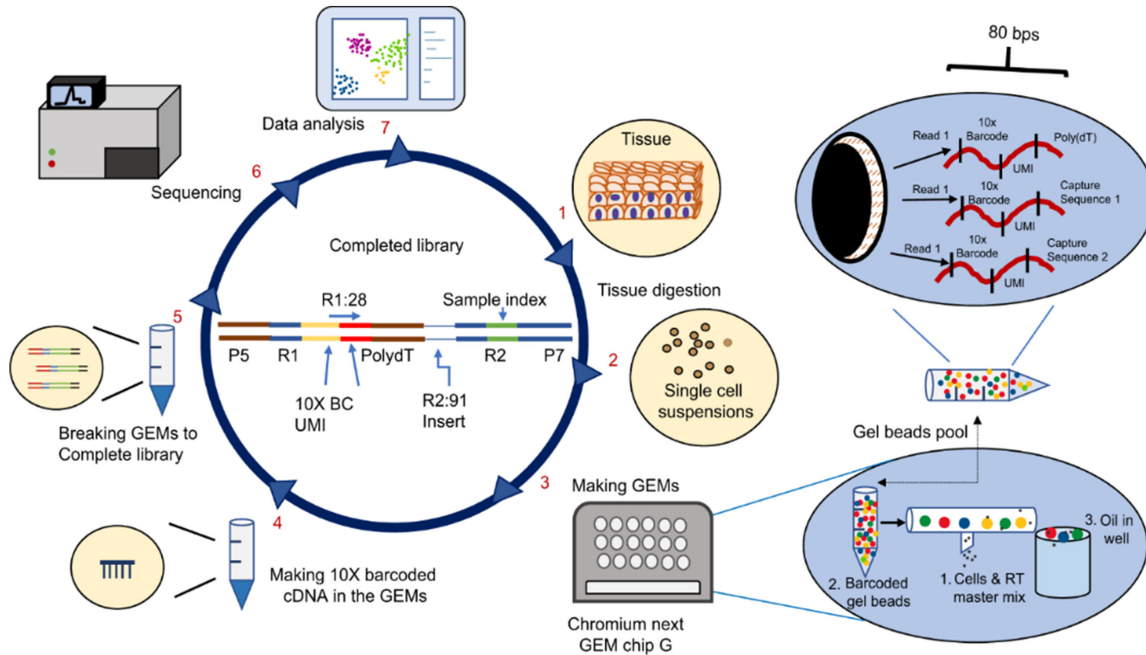 Data analysis
7
Sequencing
6
Tissue
1
Tissue digestion
2
Single cell
suspensions
3
Making GEMs
Chromium next
GEM chip G
4
Making 10X barcoded
cDNA in the GEMs
5
Breaking GEMs to
Complete library
Completed library
R1:28
Sample index
P5
R1
PolydT
R2
P7
10X BC
UMI
R2:91
Insert
80 bps
Read 1
10x
Barcode
UMI
Poly(dT)
Read 1
10x
Barcode
UMI
Capture
Sequence 1
Read 1
10x
Barcode
UMI
Capture
Sequence 2
Gel beads pool
2. Barcoded
gel beads
1. Cells & RT
master mix
3. Oil in
well